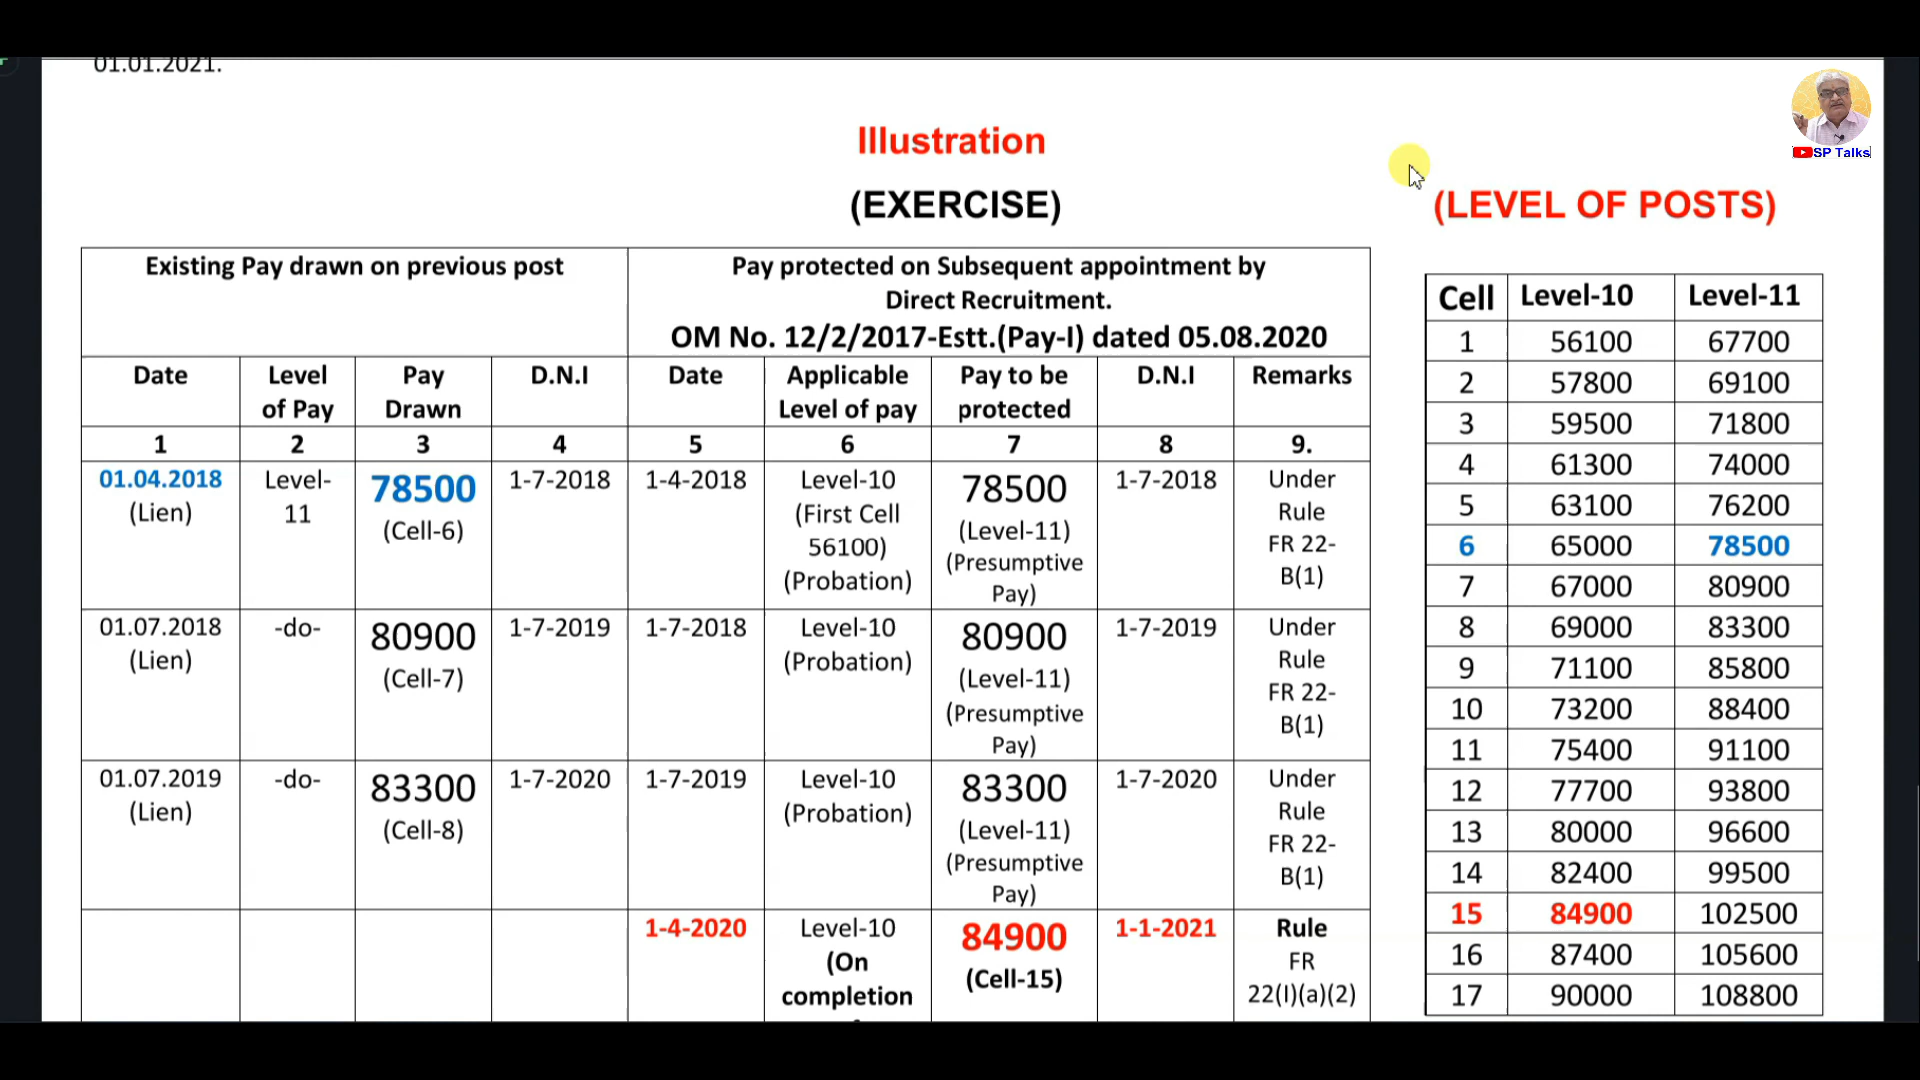 01.01.2021.
SP Talks
Illustration
(EXERCISE)
(LEVEL OF POSTS)
Existing Pay drawn on previous post
Pay protected on Subsequent appointment by
Direct Recruitment.
OM No. 12/2/2017-Estt.(Pay-I) dated 05.08.2020
Date
Level
of Pay
Pay
Drawn
D.N.I
Date
Applicable
Level of pay
Pay to be
protected
D.N.I
Remarks
1
2
3
4
5
6
7
8
9.
01.04.2018
(Lien)
Level-
11
78500
(Cell-6)
1-7-2018
1-4-2018
Level-10
(First Cell
56100)
(Probation)
78500
(Level-11)
(Presumptive
Pay)
1-7-2018
Under
Rule
FR 22-
B(1)
01.07.2018
(Lien)
-do-
80900
(Cell-7)
1-7-2019
1-7-2018
Level-10
(Probation)
80900
(Level-11)
(Presumptive
Pay)
1-7-2019
Under
Rule
FR 22-
B(1)
01.07.2019
(Lien)
-do-
83300
(Cell-8)
1-7-2020
1-7-2019
Level-10
(Probation)
83300
(Level-11)
(Presumptive
Pay)
1-7-2020
Under
Rule
FR 22-
B(1)
1-4-2020
Level-10
(On
completion
84900
(Cell-15)
1-1-2021
Rule
FR
22(I)(a)(2)
Cell Level-10 Level-11
1 56100 67700
2 57800 69100
3 59500 71800
4 61300 74000
5 63100 76200
6 65000 78500
7 67000 80900
8 69000 83300
9 71100 85800
10 73200 88400
11 75400 91100
12 77700 93800
13 80000 96600
14 82400 99500
15 84900 102500
16 87400 105600
17 90000 108800